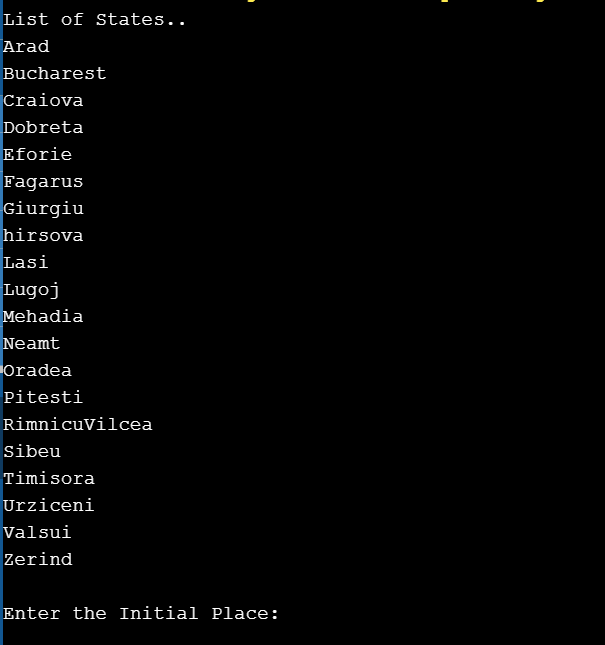 List of States..
Arad
Bucharest
Craiova
Dobreta
Eforie
Fagarus
Giurgiu
hirsova
Lasi
Lugoj
Mehadia
Neamt
Oradea
Pitesti
RimnicuVilcea
Sibeu
Timisora
Urziceni
Valsui
Zerind
Enter the Initial Place: